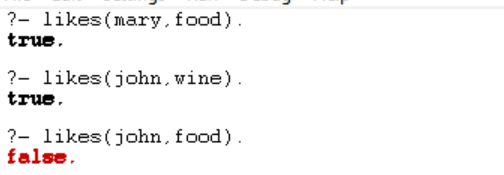 ?- likes(mary,food).
true.
?- likes(john,wine).
true.
?- likes(john,food).
false.